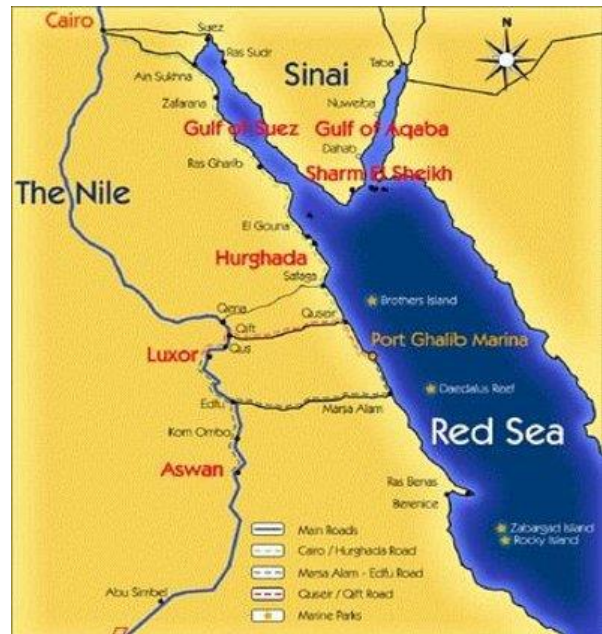 Cairo
Suez
N
Ras Sudr
Sinai
Taba
Ain Sukhna
Zafarana
Nuweiba
Gulf of Suez
Gulf of Aqaba
Dahab
Ras Gharib
Sharm El Sheikh
The Nile
El Gouna
Hurghada
Safaga
Brothers Island
Qena
Quseir
Qift
Port Ghalib Marina
Luxor
Qus
Daedalus Reef
Edfu
Marsa Alam
Red Sea
Kom Ombo
Aswan
Ras Benas
Berenice
Main Roads
Zabargad Island
Rocky Island
Cairo / Hurghada Road
Marsa Alam - Edfu Road
Quseir / Qift Road
Abu Simbel
Marine Parks